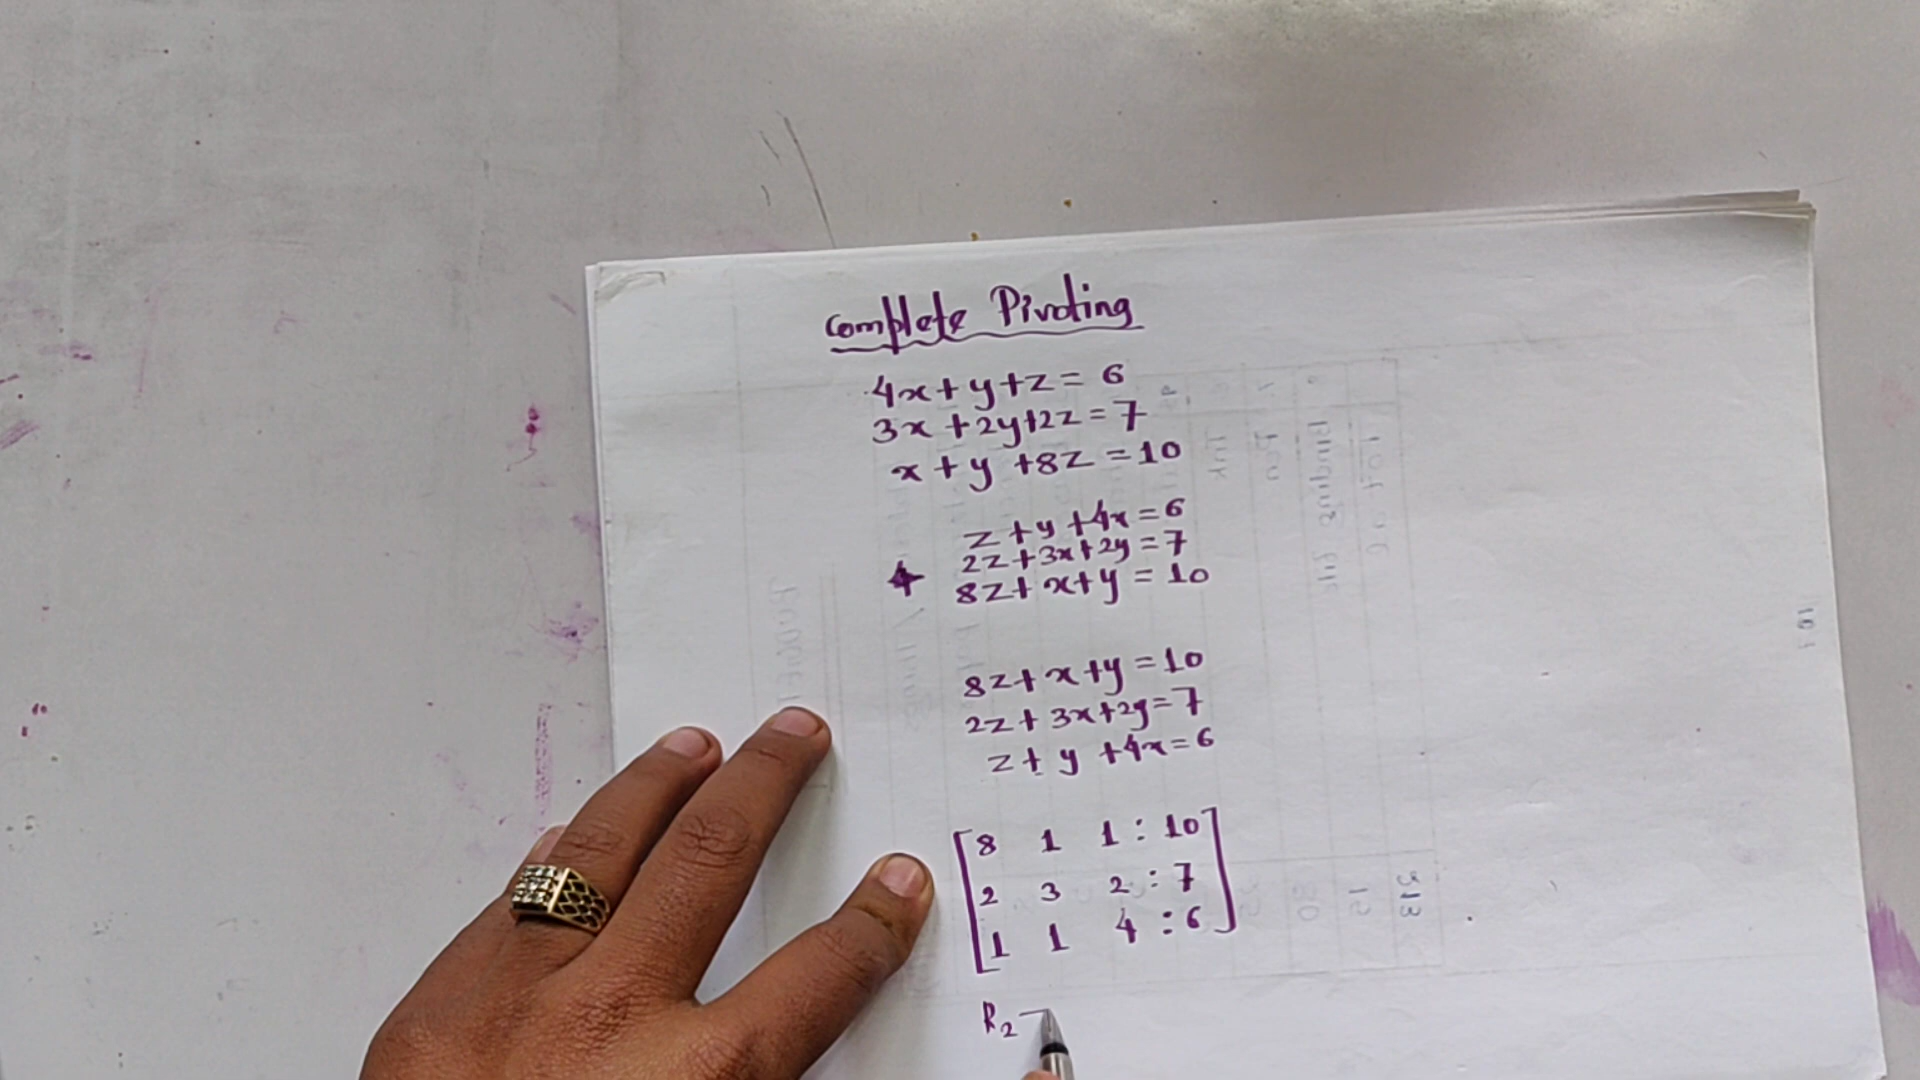 Complete Pivoting
4x+y+z=6
3x+2y+2z=7
x+y+8z=10
z+y+4x=6
2z+3x+2y=7
8z+x+y=10
8z+x+y=10
2z+3x+2y=7
z+y+4x=6
8 1 1 : 10
2 3 2 : 7
1 1 4 : 6
R₂